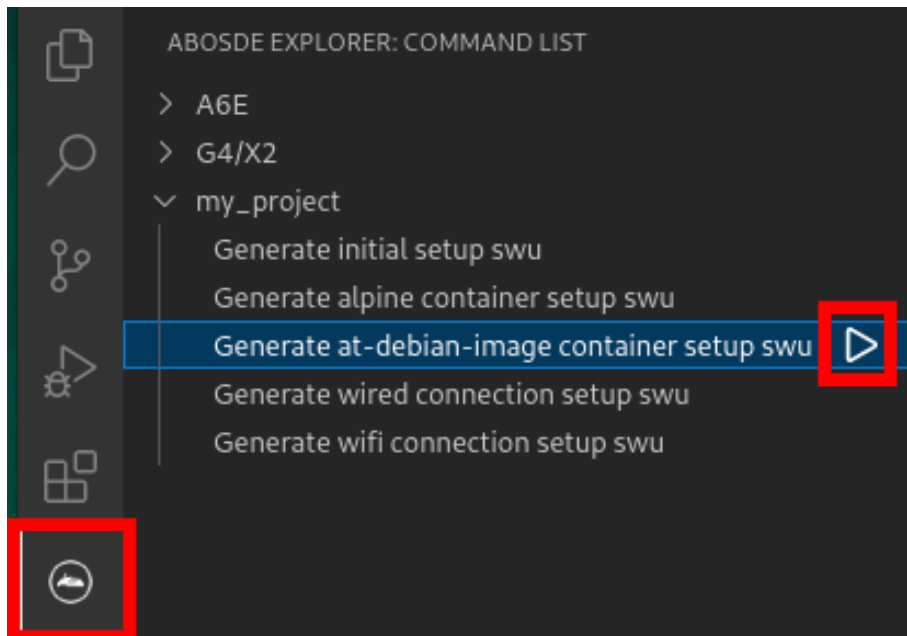 ABOSDE EXPLORER: COMMAND LIST
A6E
G4/X2
my_project
Generate initial setup swu
Generate alpine container setup swu
Generate at-debian-image container setup swu
Generate wired connection setup swu
Generate wifi connection setup swu